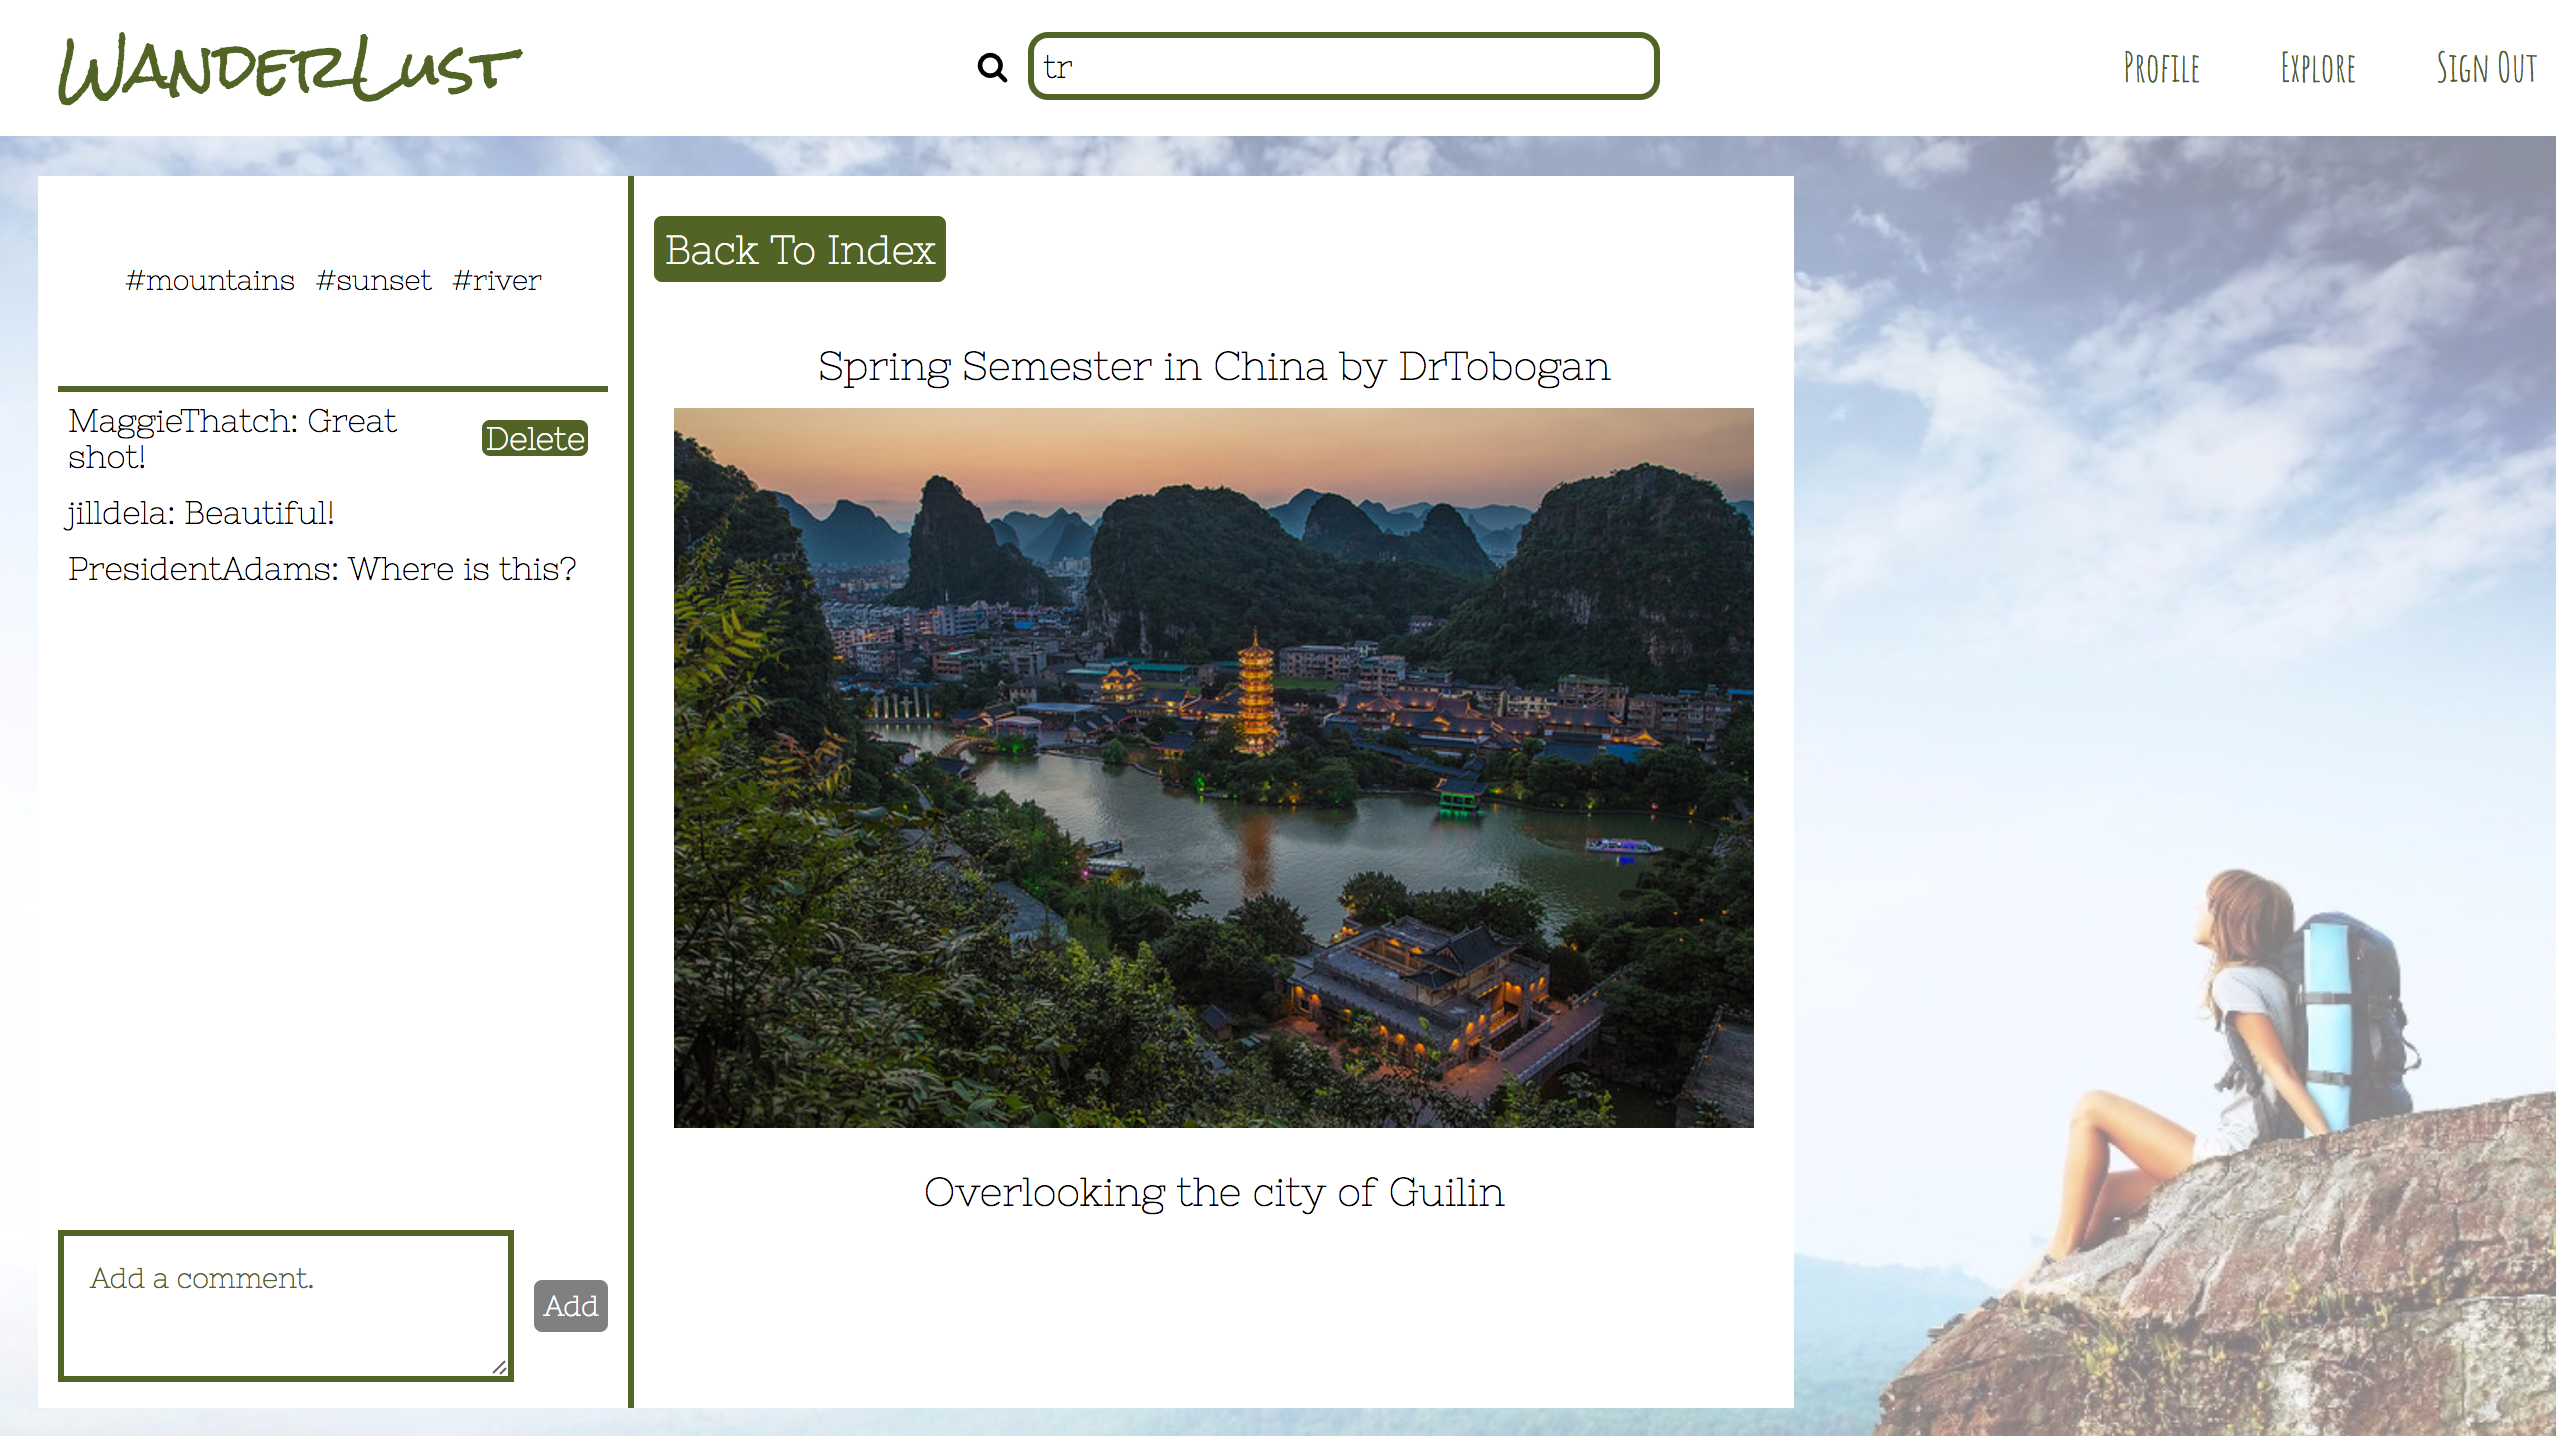 WanderLust
tr
Profile Explore Sign Out
#mountains #sunset #river
MaggieThatch: Great
shot!
Delete
jilldela: Beautiful!
PresidentAdams: Where is this?
Add a comment.
Add
Back To Index
Spring Semester in China by DrTobogan
Overlooking the city of Guilin